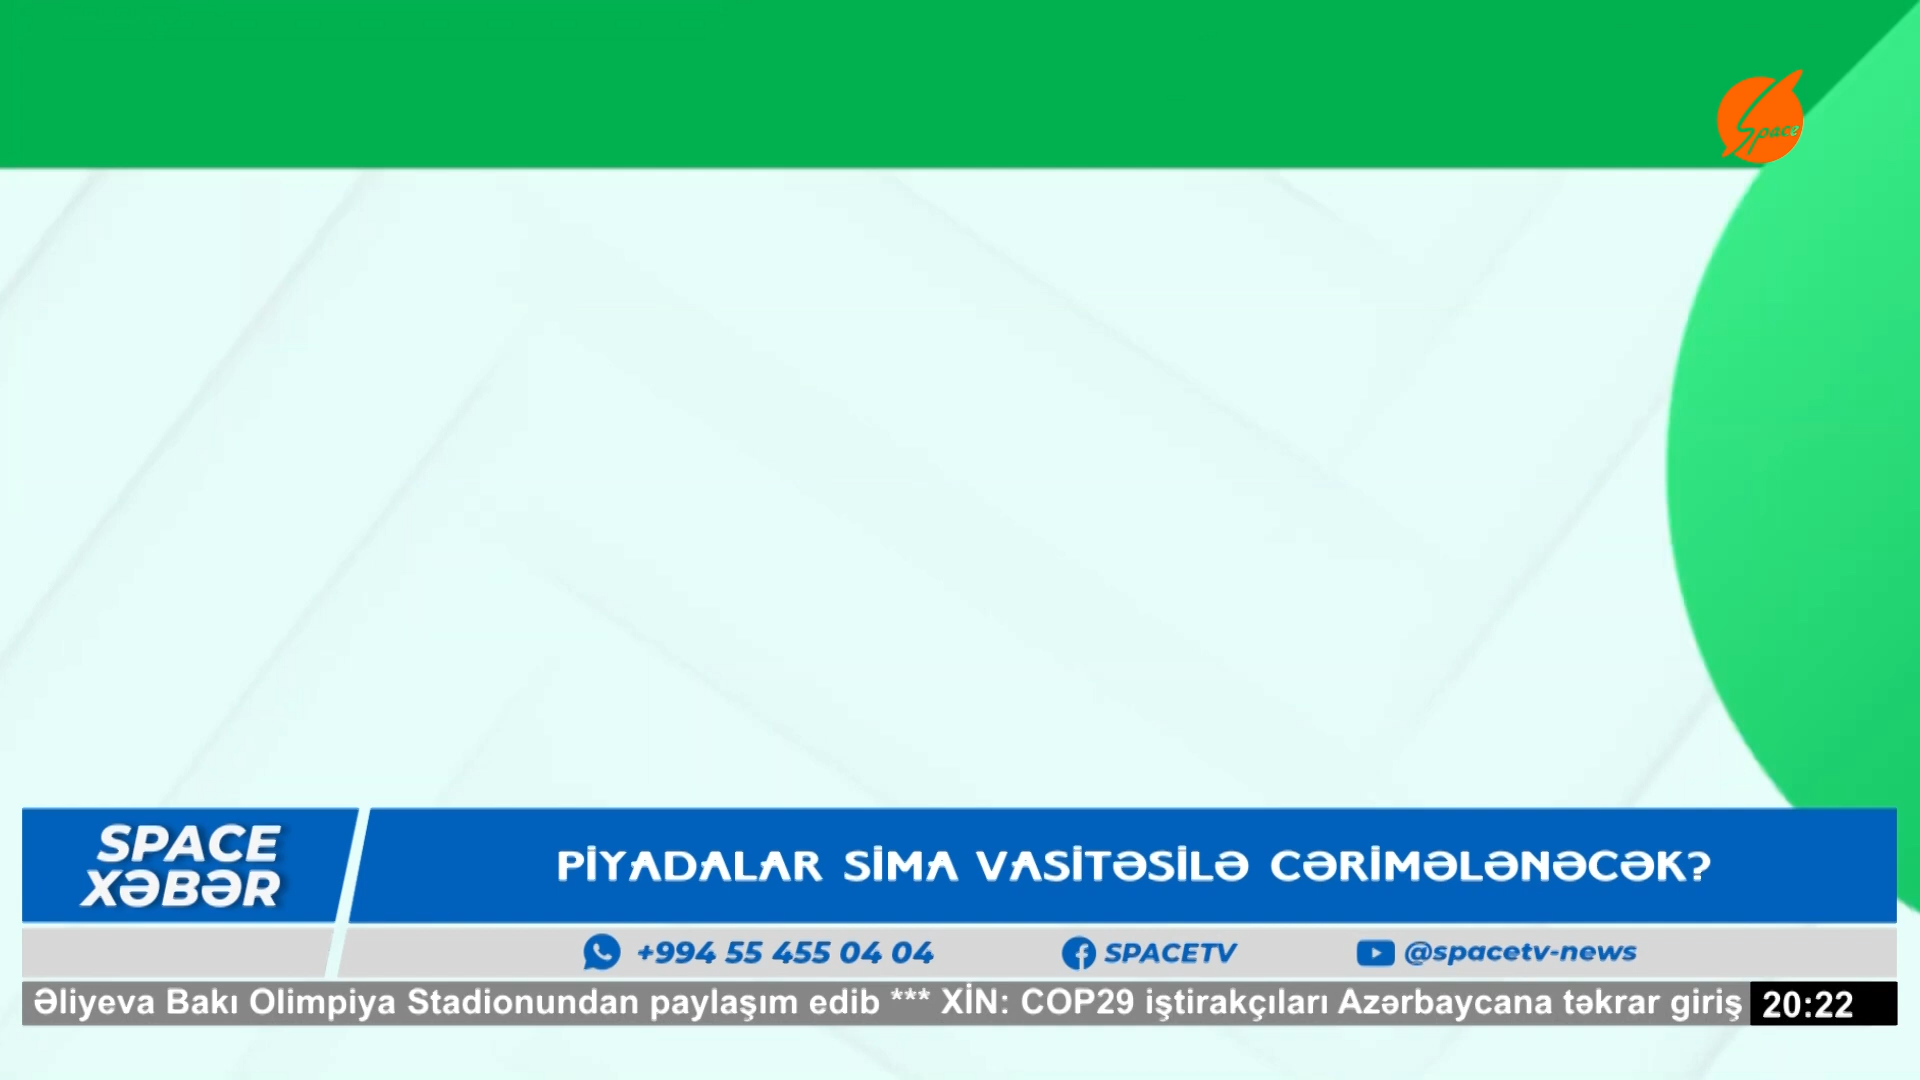 Space
SPACE
XƏBƏR
PİYADALAR SİMA VASİTƏSİLƏ CƏRİMƏLƏNƏCƏK?
+994 55 455 04 04
SPACETV
@spacetv-news
Əliyeva Bakı Olimpiya Stadionundan paylaşım edib *** XİN: COP29 iştirakçıları Azərbaycana təkrar giriş
20:22